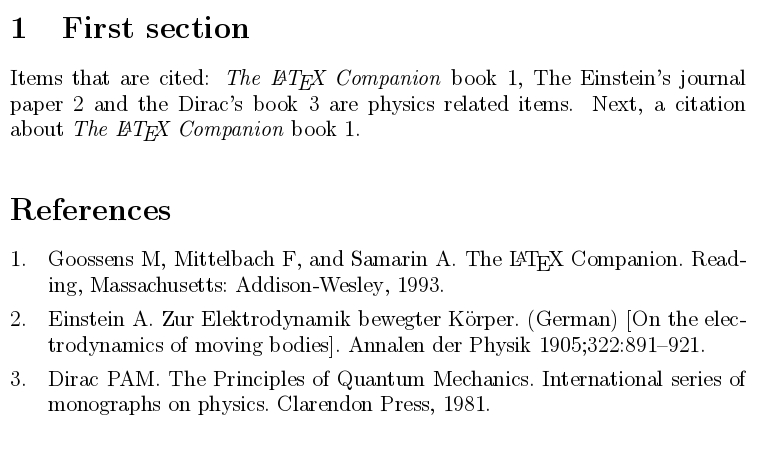 1 First section
Items that are cited: The LATEX Companion book 1, The Einstein's journal
paper 2 and the Dirac's book 3 are physics related items. Next, a citation
about The LATEX Companion book 1.
References
1. Goossens M, Mittelbach F, and Samarin A. The LATEX Companion. Read-
ing, Massachusetts: Addison-Wesley, 1993.
2. Einstein A. Zur Elektrodynamik bewegter Körper. (German) [On the elec-
trodynamics of moving bodies]. Annalen der Physik 1905;322:891–921.
3. Dirac PAM. The Principles of Quantum Mechanics. International series of
monographs on physics. Clarendon Press, 1981.